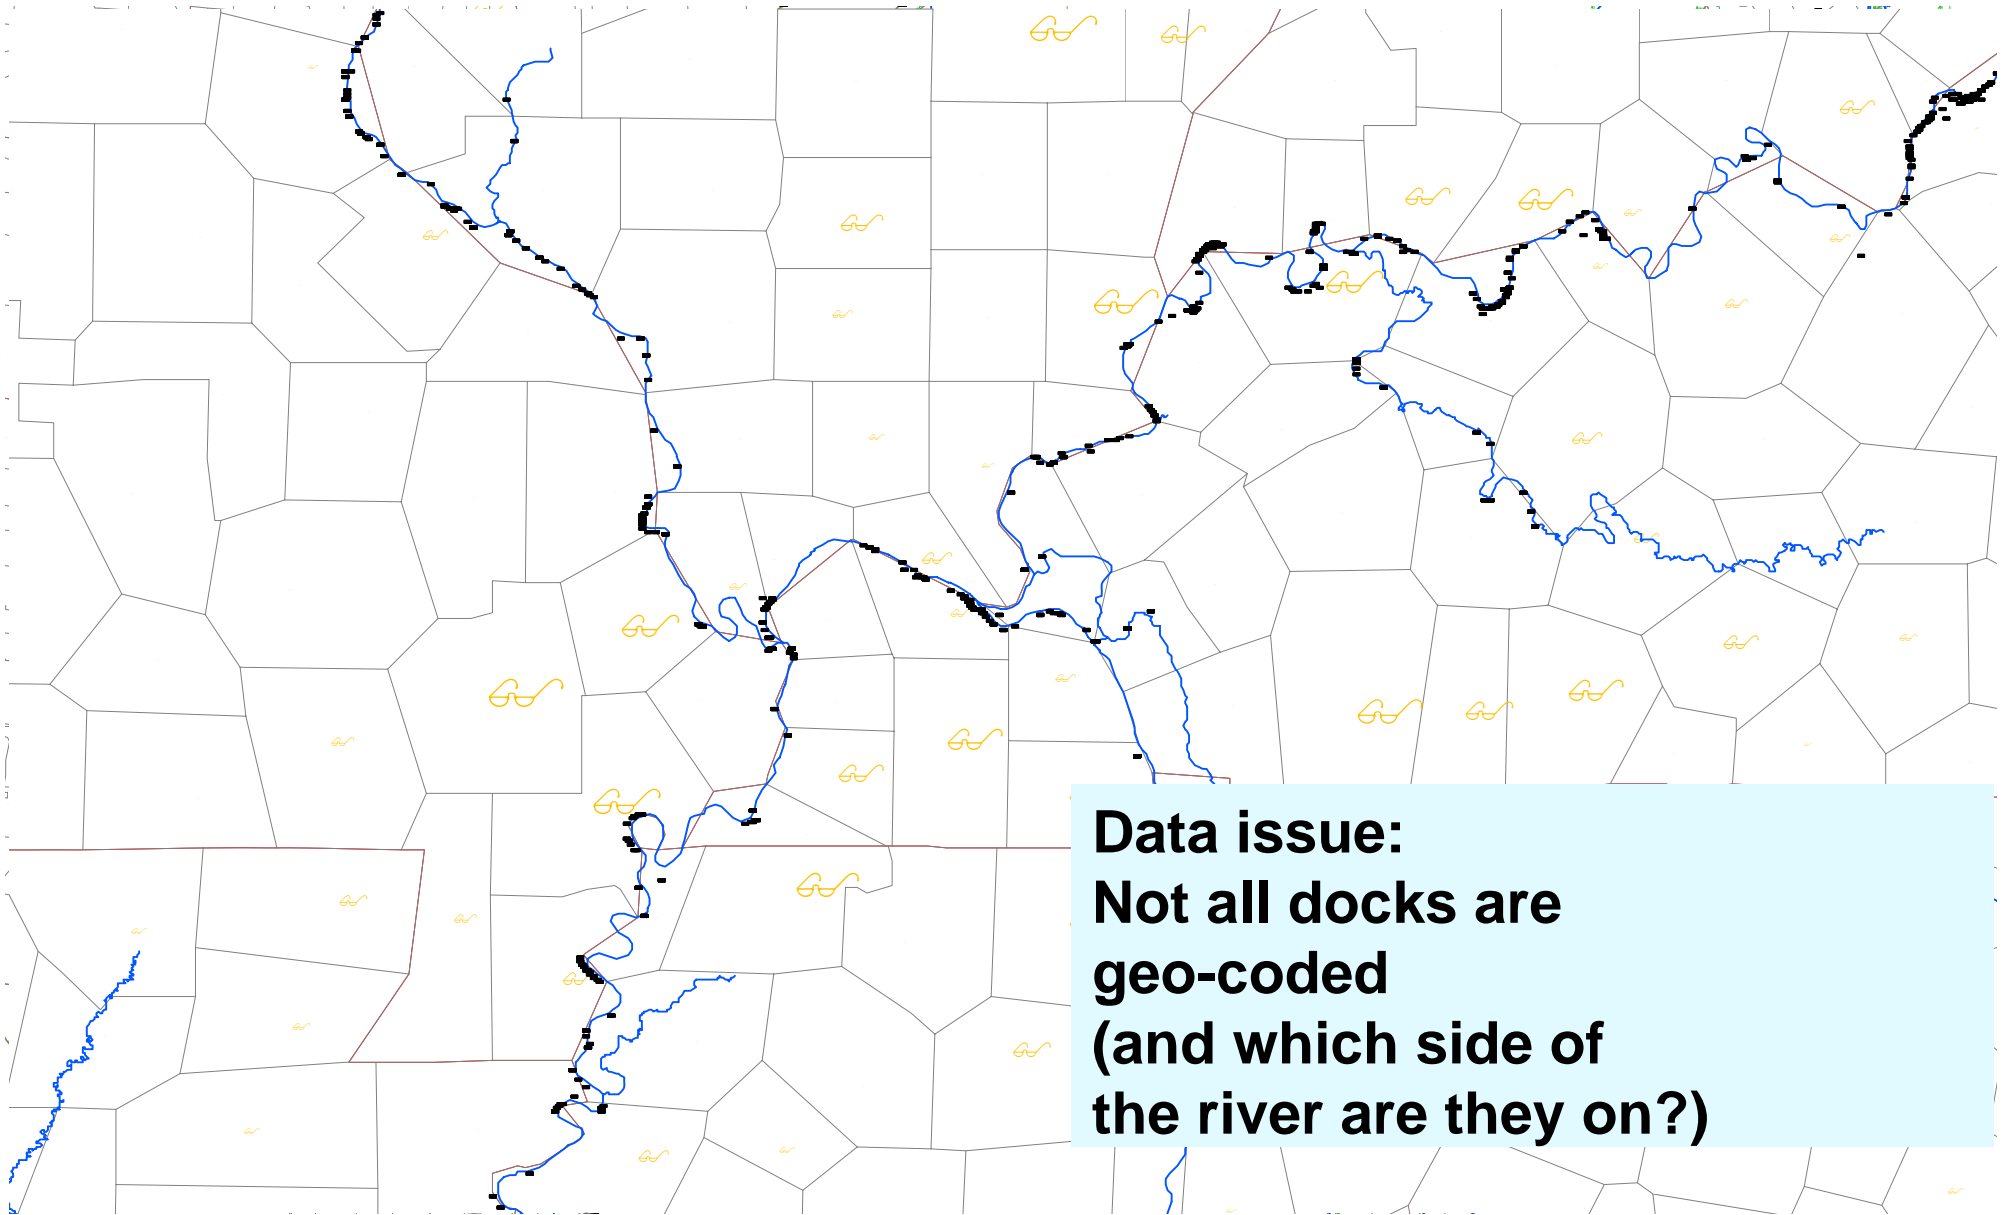 Data issue:
Not all docks are
geo-coded
(and which side of
the river are they on?)